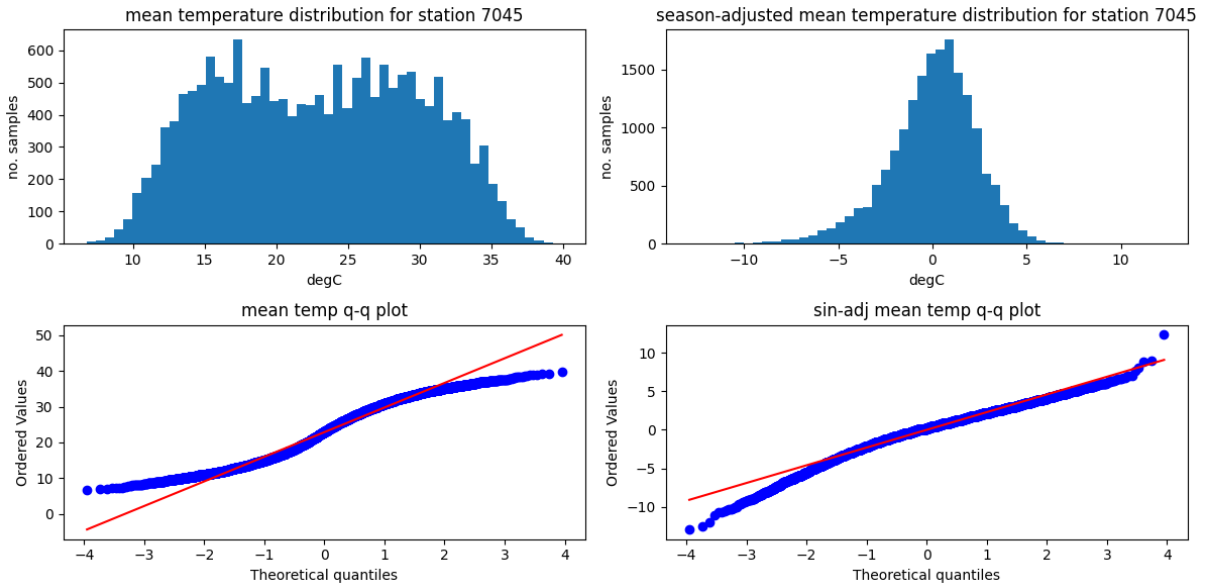 mean temperature distribution for station 7045
600
500
400
300
200
100
0
no. samples
10 15 20 25 30 35 40
degC
season-adjusted mean temperature distribution for station 7045
1500
1000
500
0
no. samples
−10 −5 0 5 10
degC
mean temp q-q plot
50
40
30
20
10
0
Ordered Values
−4 −3 −2 −1 0 1 2 3 4
Theoretical quantiles
sin-adj mean temp q-q plot
10
5
0
−5
−10
Ordered Values
−4 −3 −2 −1 0 1 2 3 4
Theoretical quantiles